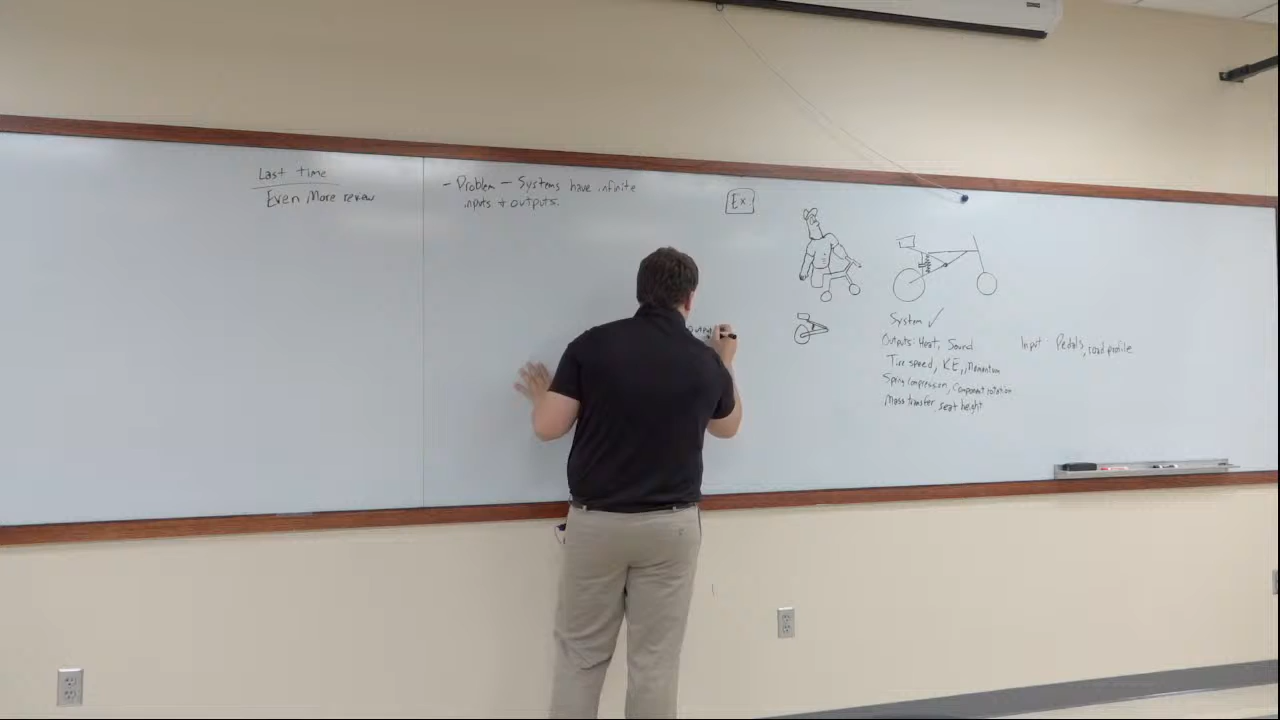 Last time
Even More review
- Problem - Systems have infinite
inputs + outputs.
Ex
System ✓
Outputs: Heat, Sound
Tire speed, KE, Momentum
Spring compression, Component rotation
Mass transfer, seat height
Input: Pedals, road profile